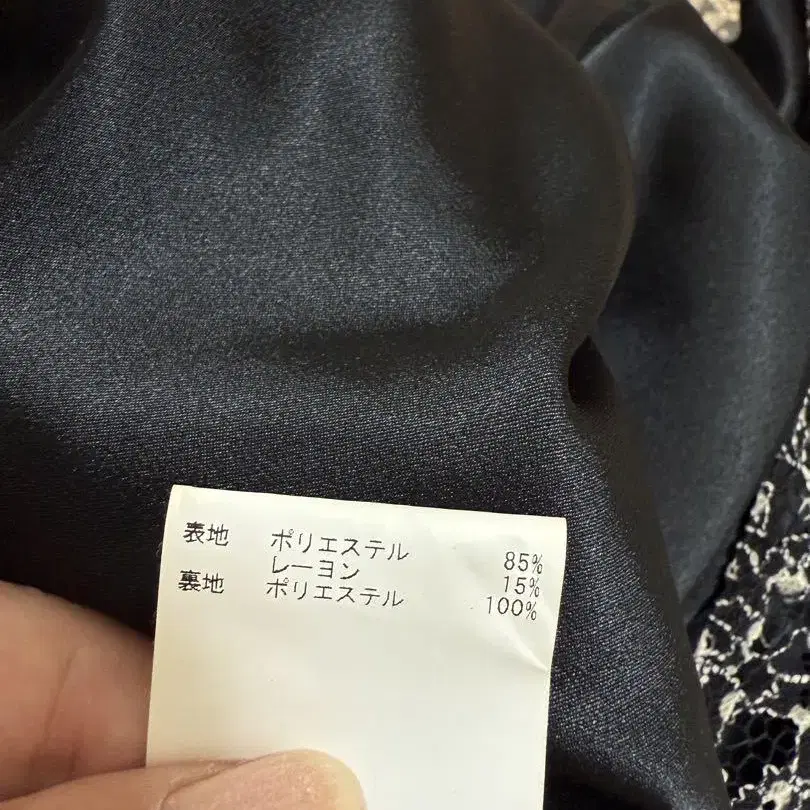 表地 ポリエステル 85%
レーヨン 15%
裏地 ポリエステル 100%